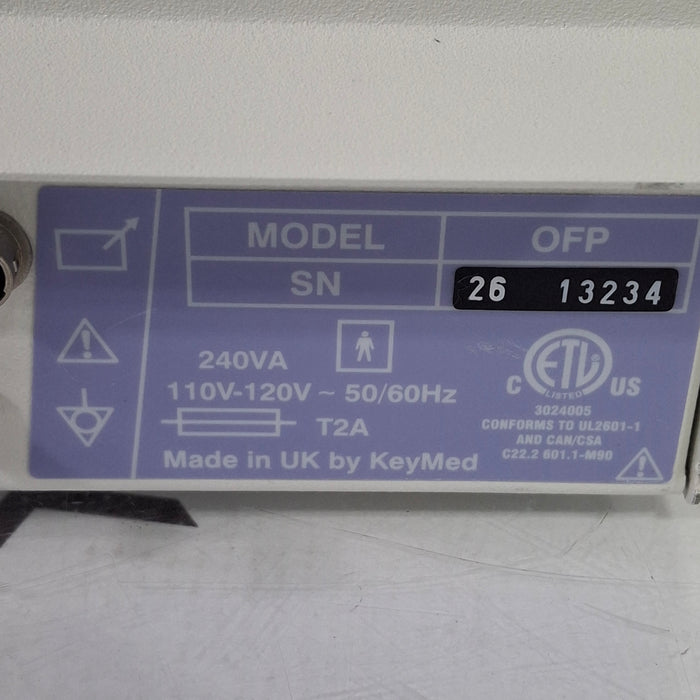 MODEL OFP
SN 26 13234
240VA
110V-120V ~ 50/60Hz
T2A
Made in UK by KeyMed
ETL
C US
LISTED
3024005
CONFORMS TO UL2601-1
AND CAN/CSA
C22.2 601.1-M90